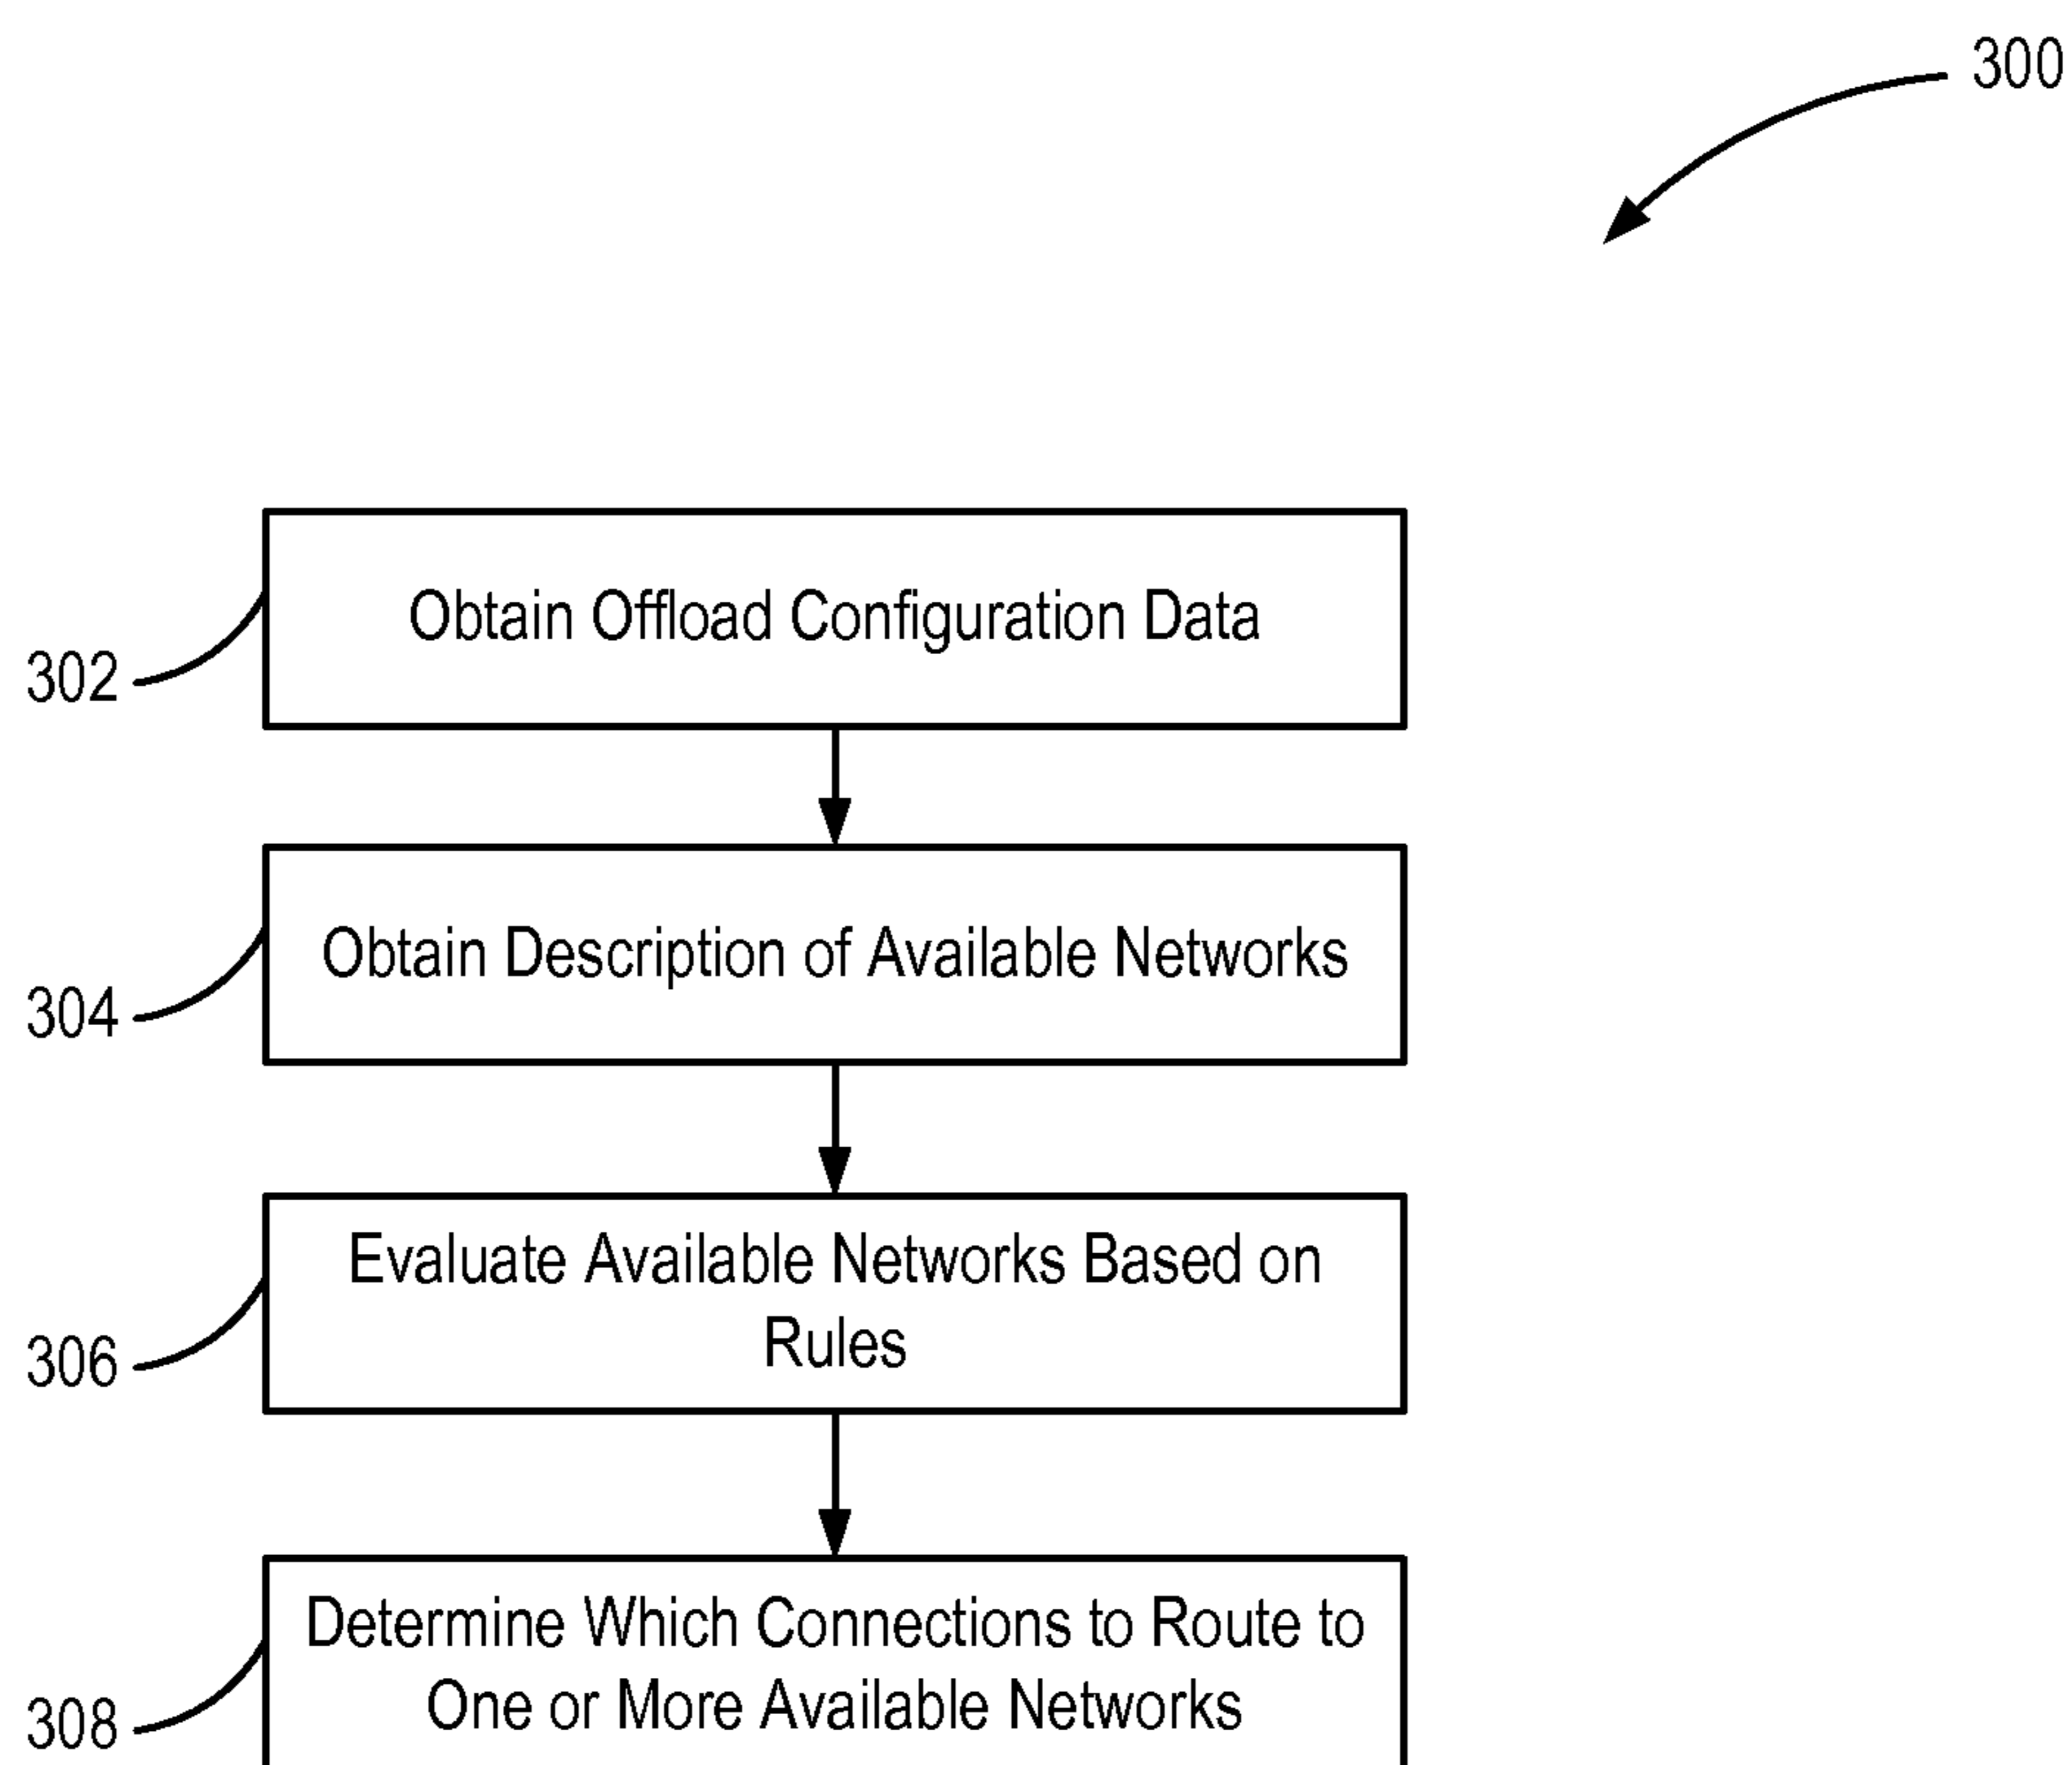 300
Obtain Offload Configuration Data
302
Obtain Description of Available Networks
304
Evaluate Available Networks Based on
Rules
306
Determine Which Connections to Route to
One or More Available Networks
308